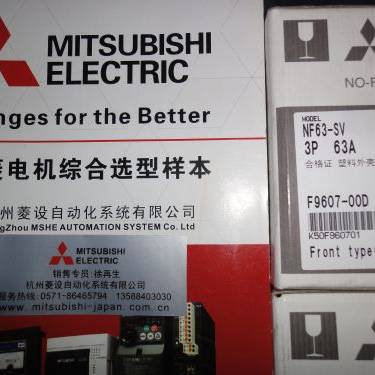 MITSUBISHI
ELECTRIC
nges for the Better
电机综合选型样本
州菱设自动化系统有限公司
gZhou MSHE AUTOMATION SYSTEM Co. Ltd
MITSUBISHI
ELECTRIC
销售专员:徐再生
杭州菱设自动化系统有限公司
服务热线:0571-86465794 13588403030
www.mitsubishi-japan.com.cn
NO-F
MODEL
NF63-SV
3P 63A
合格证 塑料外壳
F9607-00D
K50F960701
Front type